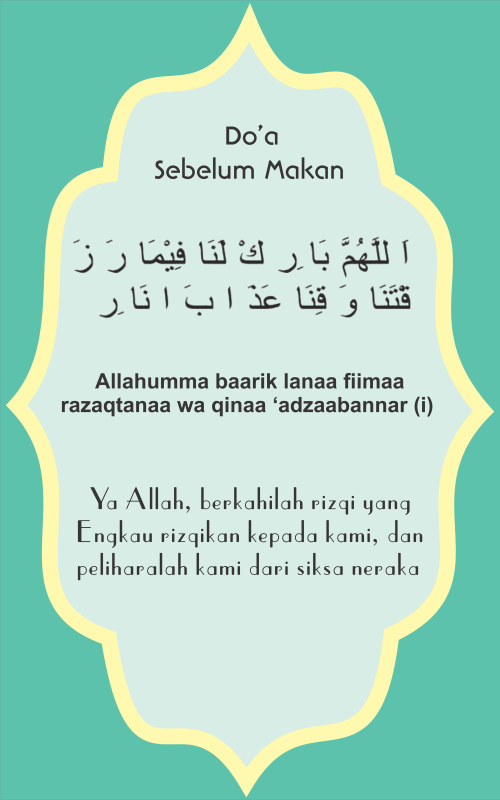 Do'a
Sebelum Makan
اَ للَّهُمَّ بَا رِ كْ لَنَا فِيْمَا رَ زَ
قْتَنَا وَ قِنَا عَذَ ا بَ ا نَا رِ
Allahumma baarik lanaa fiimaa
razaqtanaa wa qinaa ‘adzaabannar (i)
Ya Allah, berkahilah rizqi yang
Engkau rizqikan kepada kami, dan
peliharalah kami dari siksa neraka